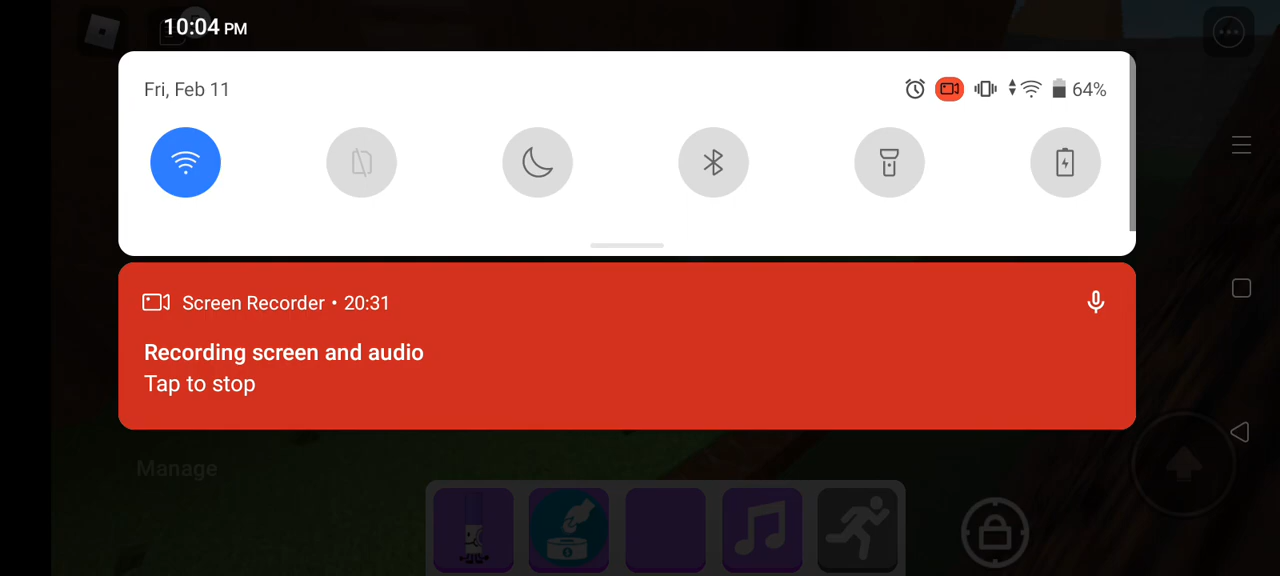 10:04 PM
Fri, Feb 11
64%
Screen Recorder • 20:31
Recording screen and audio
Tap to stop
Manage